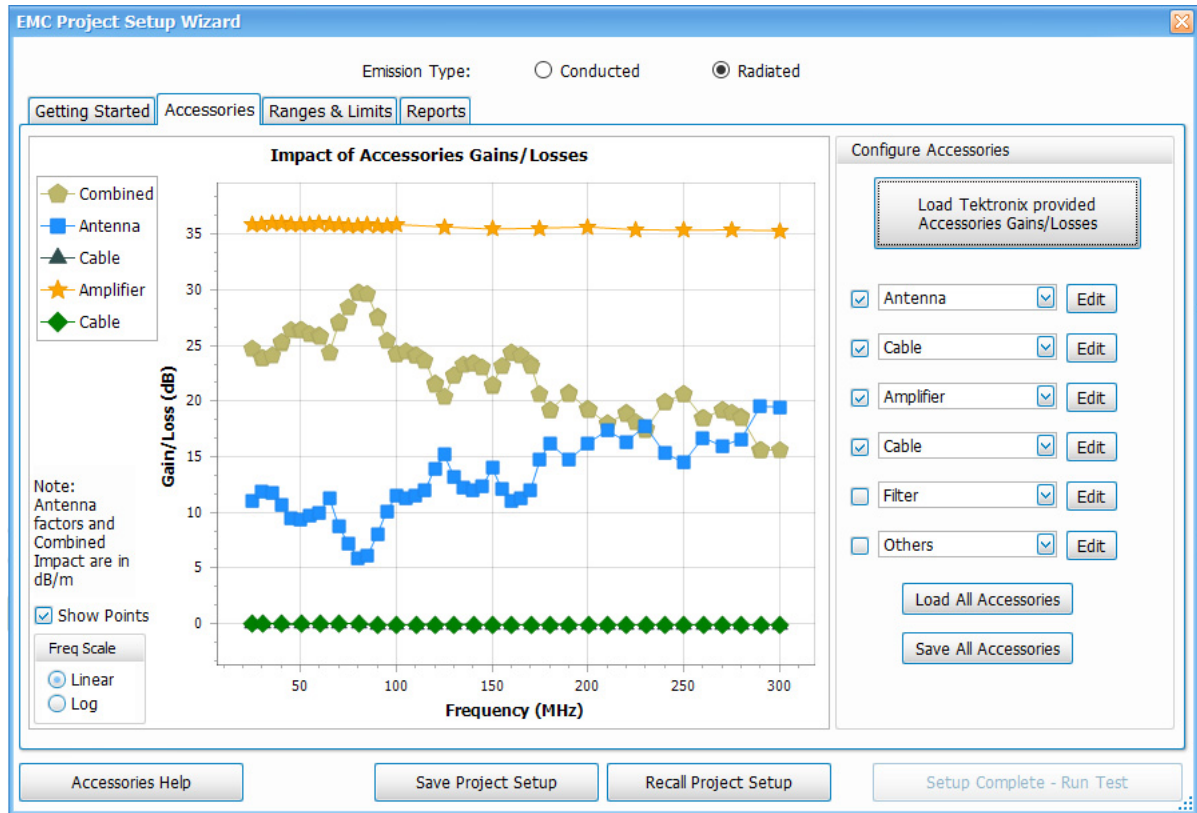 EMC Project Setup Wizard
Emission Type:
Conducted
Radiated
Getting Started
Accessories
Ranges & Limits
Reports
Impact of Accessories Gains/Losses
Combined
Antenna
Cable
Amplifier
Cable
Gain/Loss (dB)
35
30
25
20
15
10
5
0
50
100
150
200
250
300
Frequency (MHz)
Note:
Antenna
factors and
Combined
Impact are in
dB/m
Show Points
Freq Scale
Linear
Log
Configure Accessories
Load Tektronix provided
Accessories Gains/Losses
Antenna
Edit
Cable
Edit
Amplifier
Edit
Cable
Edit
Filter
Edit
Others
Edit
Load All Accessories
Save All Accessories
Accessories Help
Save Project Setup
Recall Project Setup
Setup Complete - Run Test